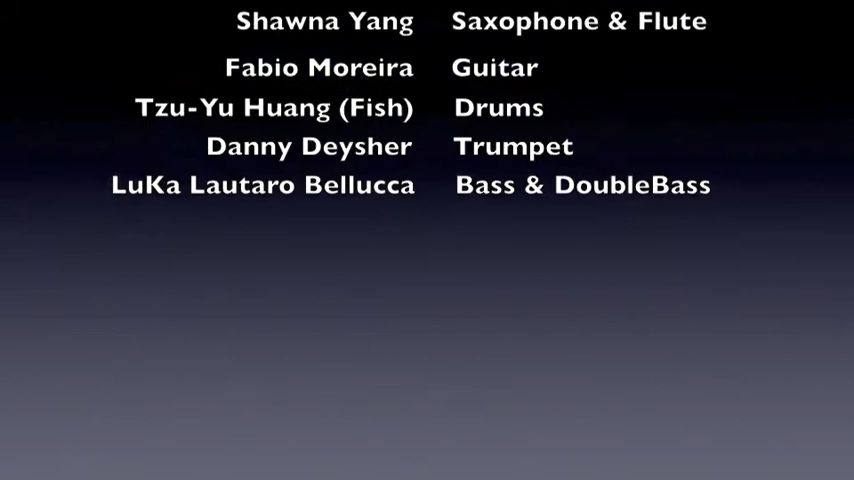 Shawna Yang Saxophone & Flute
Fabio Moreira Guitar
Tzu-Yu Huang (Fish) Drums
Danny Deysher Trumpet
LuKa Lautaro Bellucca Bass & DoubleBass